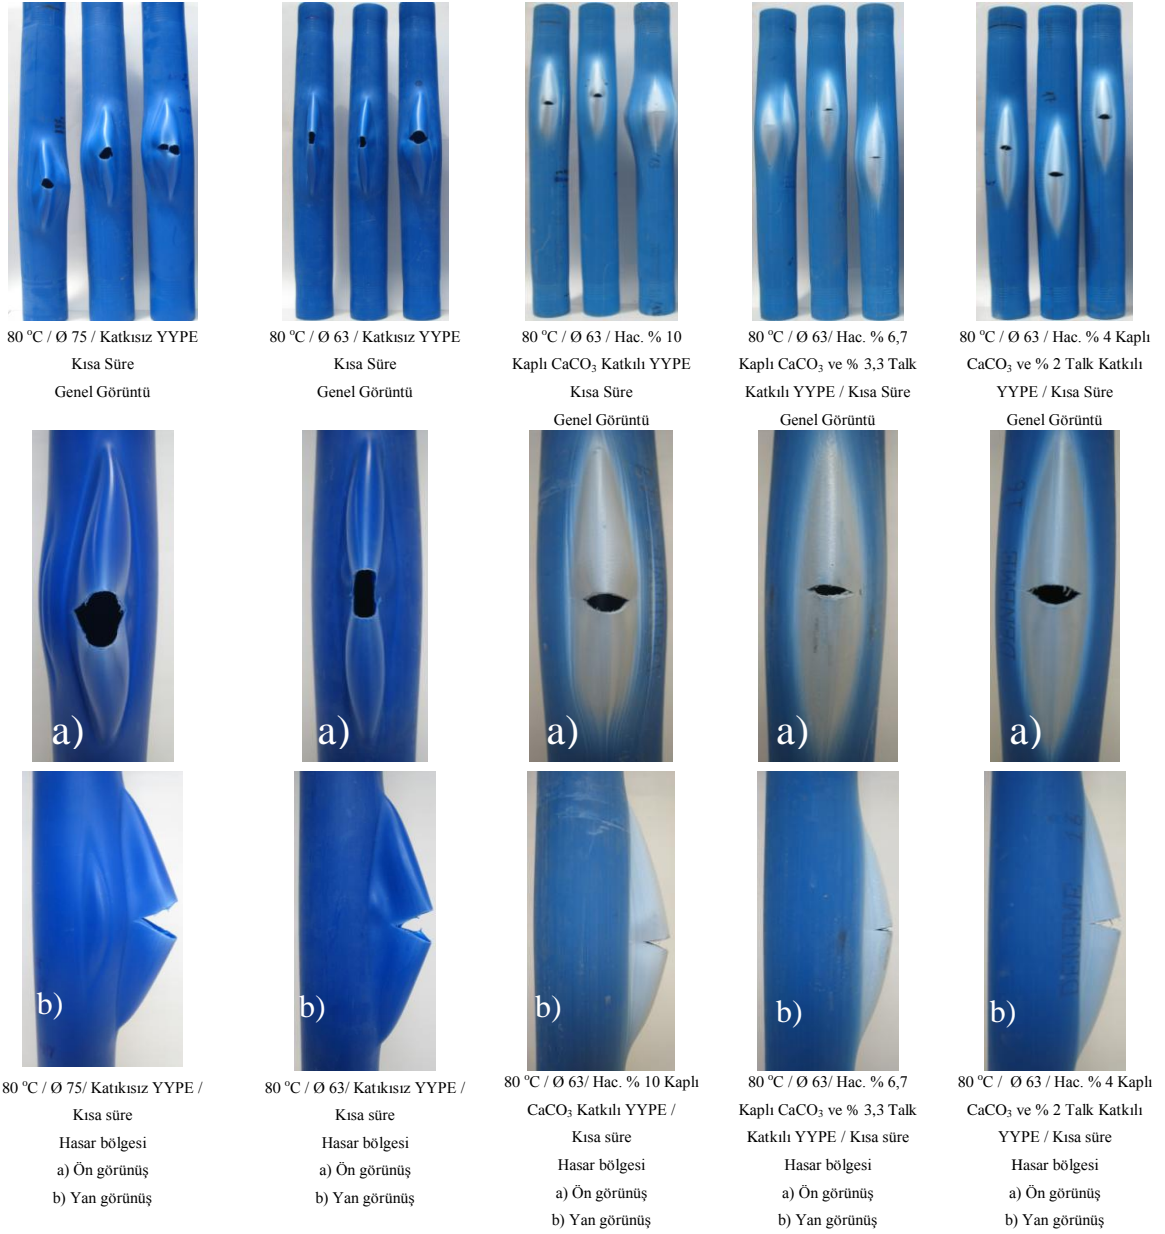 80 °C / Ø 75 / Katkısız YYPE
Kısa Süre
Genel Görüntü
80 °C / Ø 63 / Katkısız YYPE
Kısa Süre
Genel Görüntü
80 °C / Ø 63 / Hac. % 10
Kaplı CaCO₃ Katkılı YYPE
Kısa Süre
Genel Görüntü
80 °C / Ø 63/ Hac. % 6,7
Kaplı CaCO₃ ve % 3,3 Talk
Katkılı YYPE / Kısa Süre
Genel Görüntü
80 °C / Ø 63 / Hac. % 4 Kaplı
CaCO₃ ve % 2 Talk Katkılı
YYPE / Kısa Süre
Genel Görüntü
a)
a)
a)
a)
DENEME 16
a)
b)
b)
b)
b)
DENEME 16
b)
80 °C / Ø 75/ Katıkısız YYPE /
Kısa süre
Hasar bölgesi
a) Ön görünüş
b) Yan görünüş
80 °C / Ø 63/ Katıkısız YYPE /
Kısa süre
Hasar bölgesi
a) Ön görünüş
b) Yan görünüş
80 °C / Ø 63/ Hac. % 10 Kaplı
CaCO₃ Katkılı YYPE /
Kısa süre
Hasar bölgesi
a) Ön görünüş
b) Yan görünüş
80 °C / Ø 63/ Hac. % 6,7
Kaplı CaCO₃ ve % 3,3 Talk
Katkılı YYPE / Kısa süre
Hasar bölgesi
a) Ön görünüş
b) Yan görünüş
80 °C / Ø 63 / Hac. % 4 Kaplı
CaCO₃ ve % 2 Talk Katkılı
YYPE / Kısa süre
Hasar bölgesi
a) Ön görünüş
b) Yan görünüş